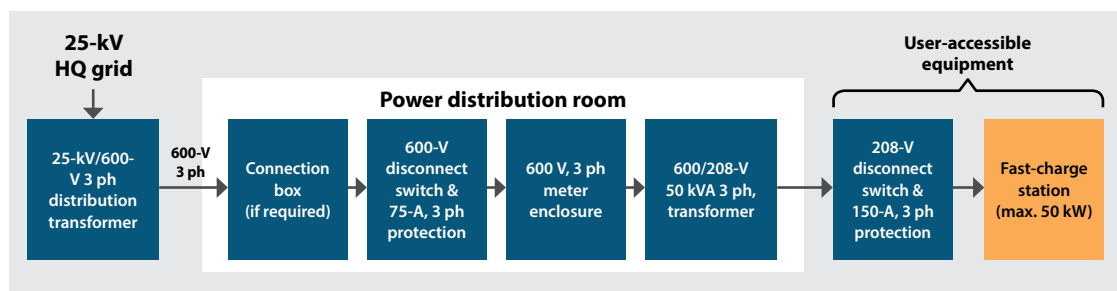 25-kV
HQ grid
User-accessible
equipment
Power distribution room
25-kV/600-
V 3 ph
distribution
transformer
600-V
3 ph
Connection
box
(if required)
600-V
disconnect
switch &
75-A, 3 ph
protection
600 V, 3 ph
meter
enclosure
600/208-V
50 kVA 3 ph,
transformer
208-V
disconnect
switch &
150-A, 3 ph
protection
Fast-charge
station
(max. 50 kW)